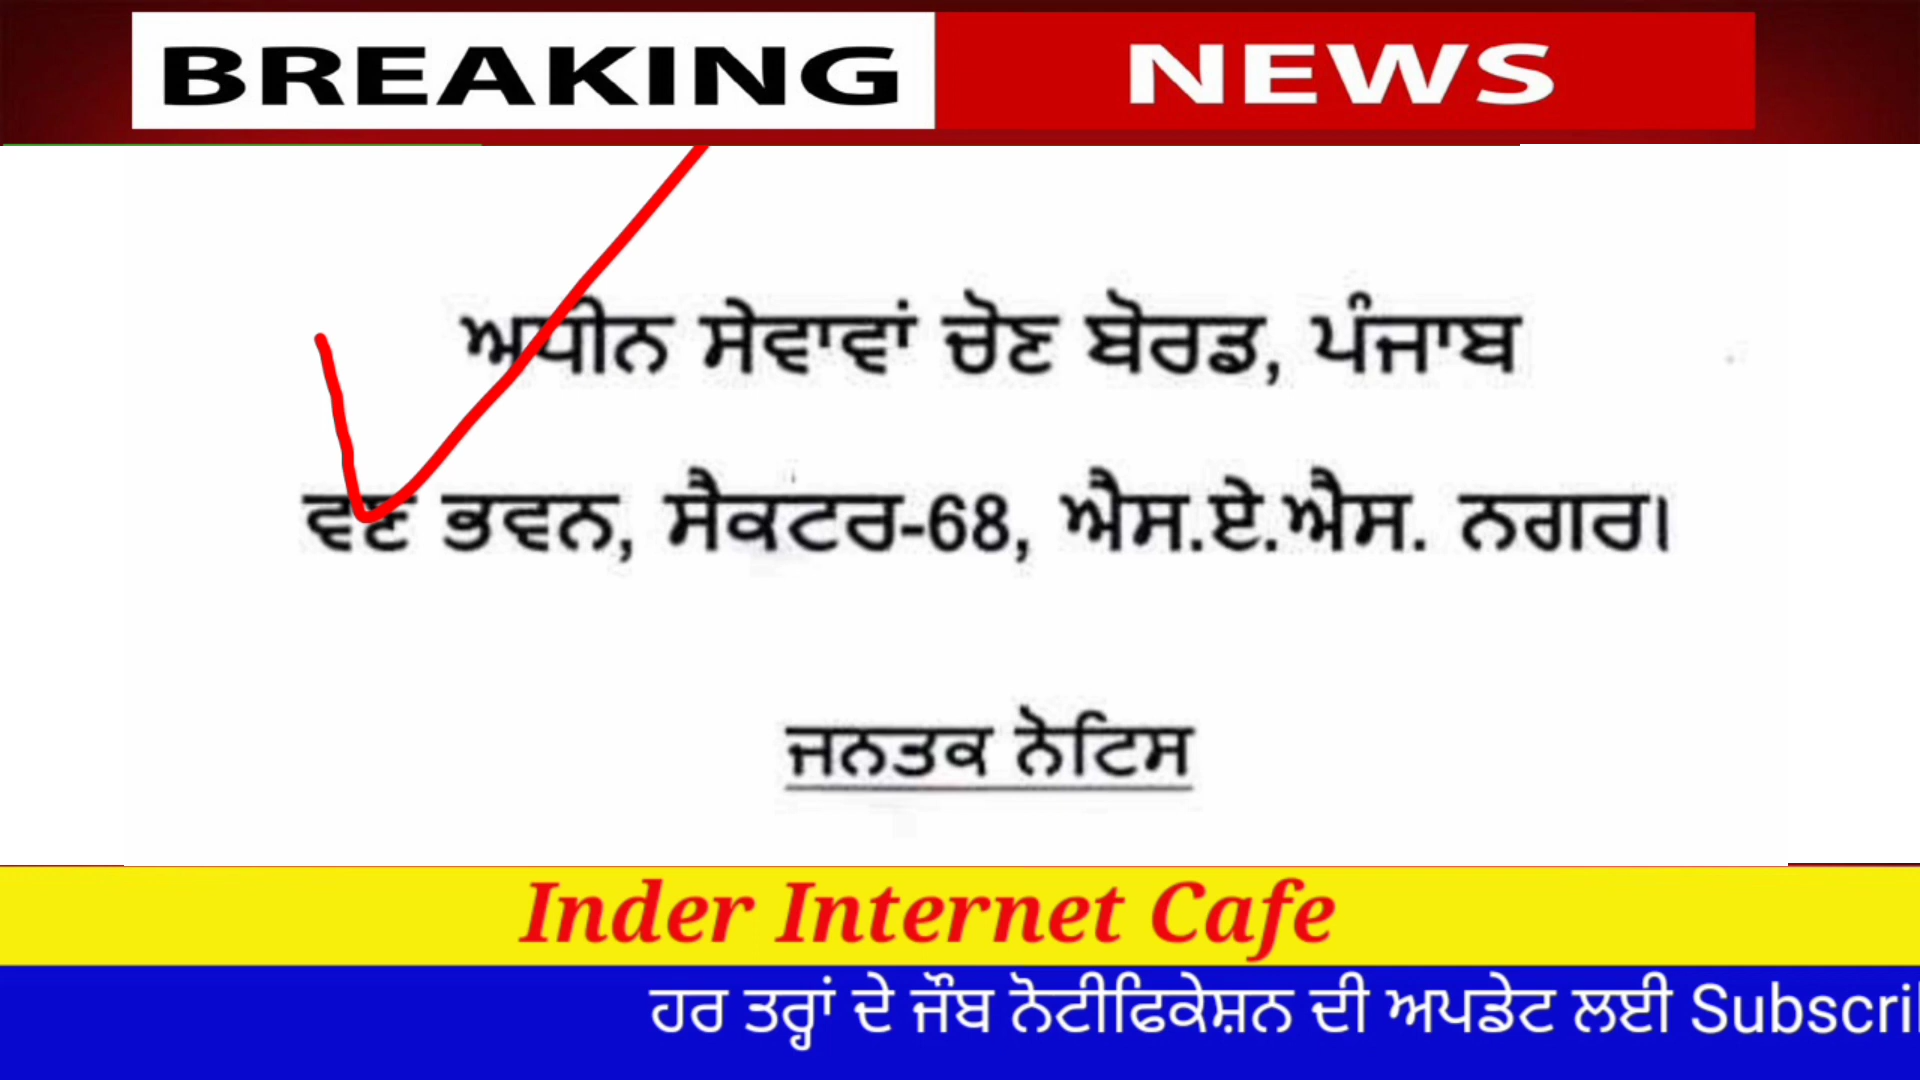 BREAKING NEWS
ਅਧੀਨ ਸੇਵਾਵਾਂ ਚੋਣ ਬੋਰਡ, ਪੰਜਾਬ
ਵਣ ਭਵਨ, ਸੈਕਟਰ-68, ਐਸ.ਏ.ਐਸ. ਨਗਰ।
ਜਨਤਕ ਨੋਟਿਸ
Inder Internet Cafe
ਹਰ ਤਰ੍ਹਾਂ ਦੇ ਜੌਬ ਨੋਟੀਫਿਕੇਸ਼ਨ ਦੀ ਅਪਡੇਟ ਲਈ